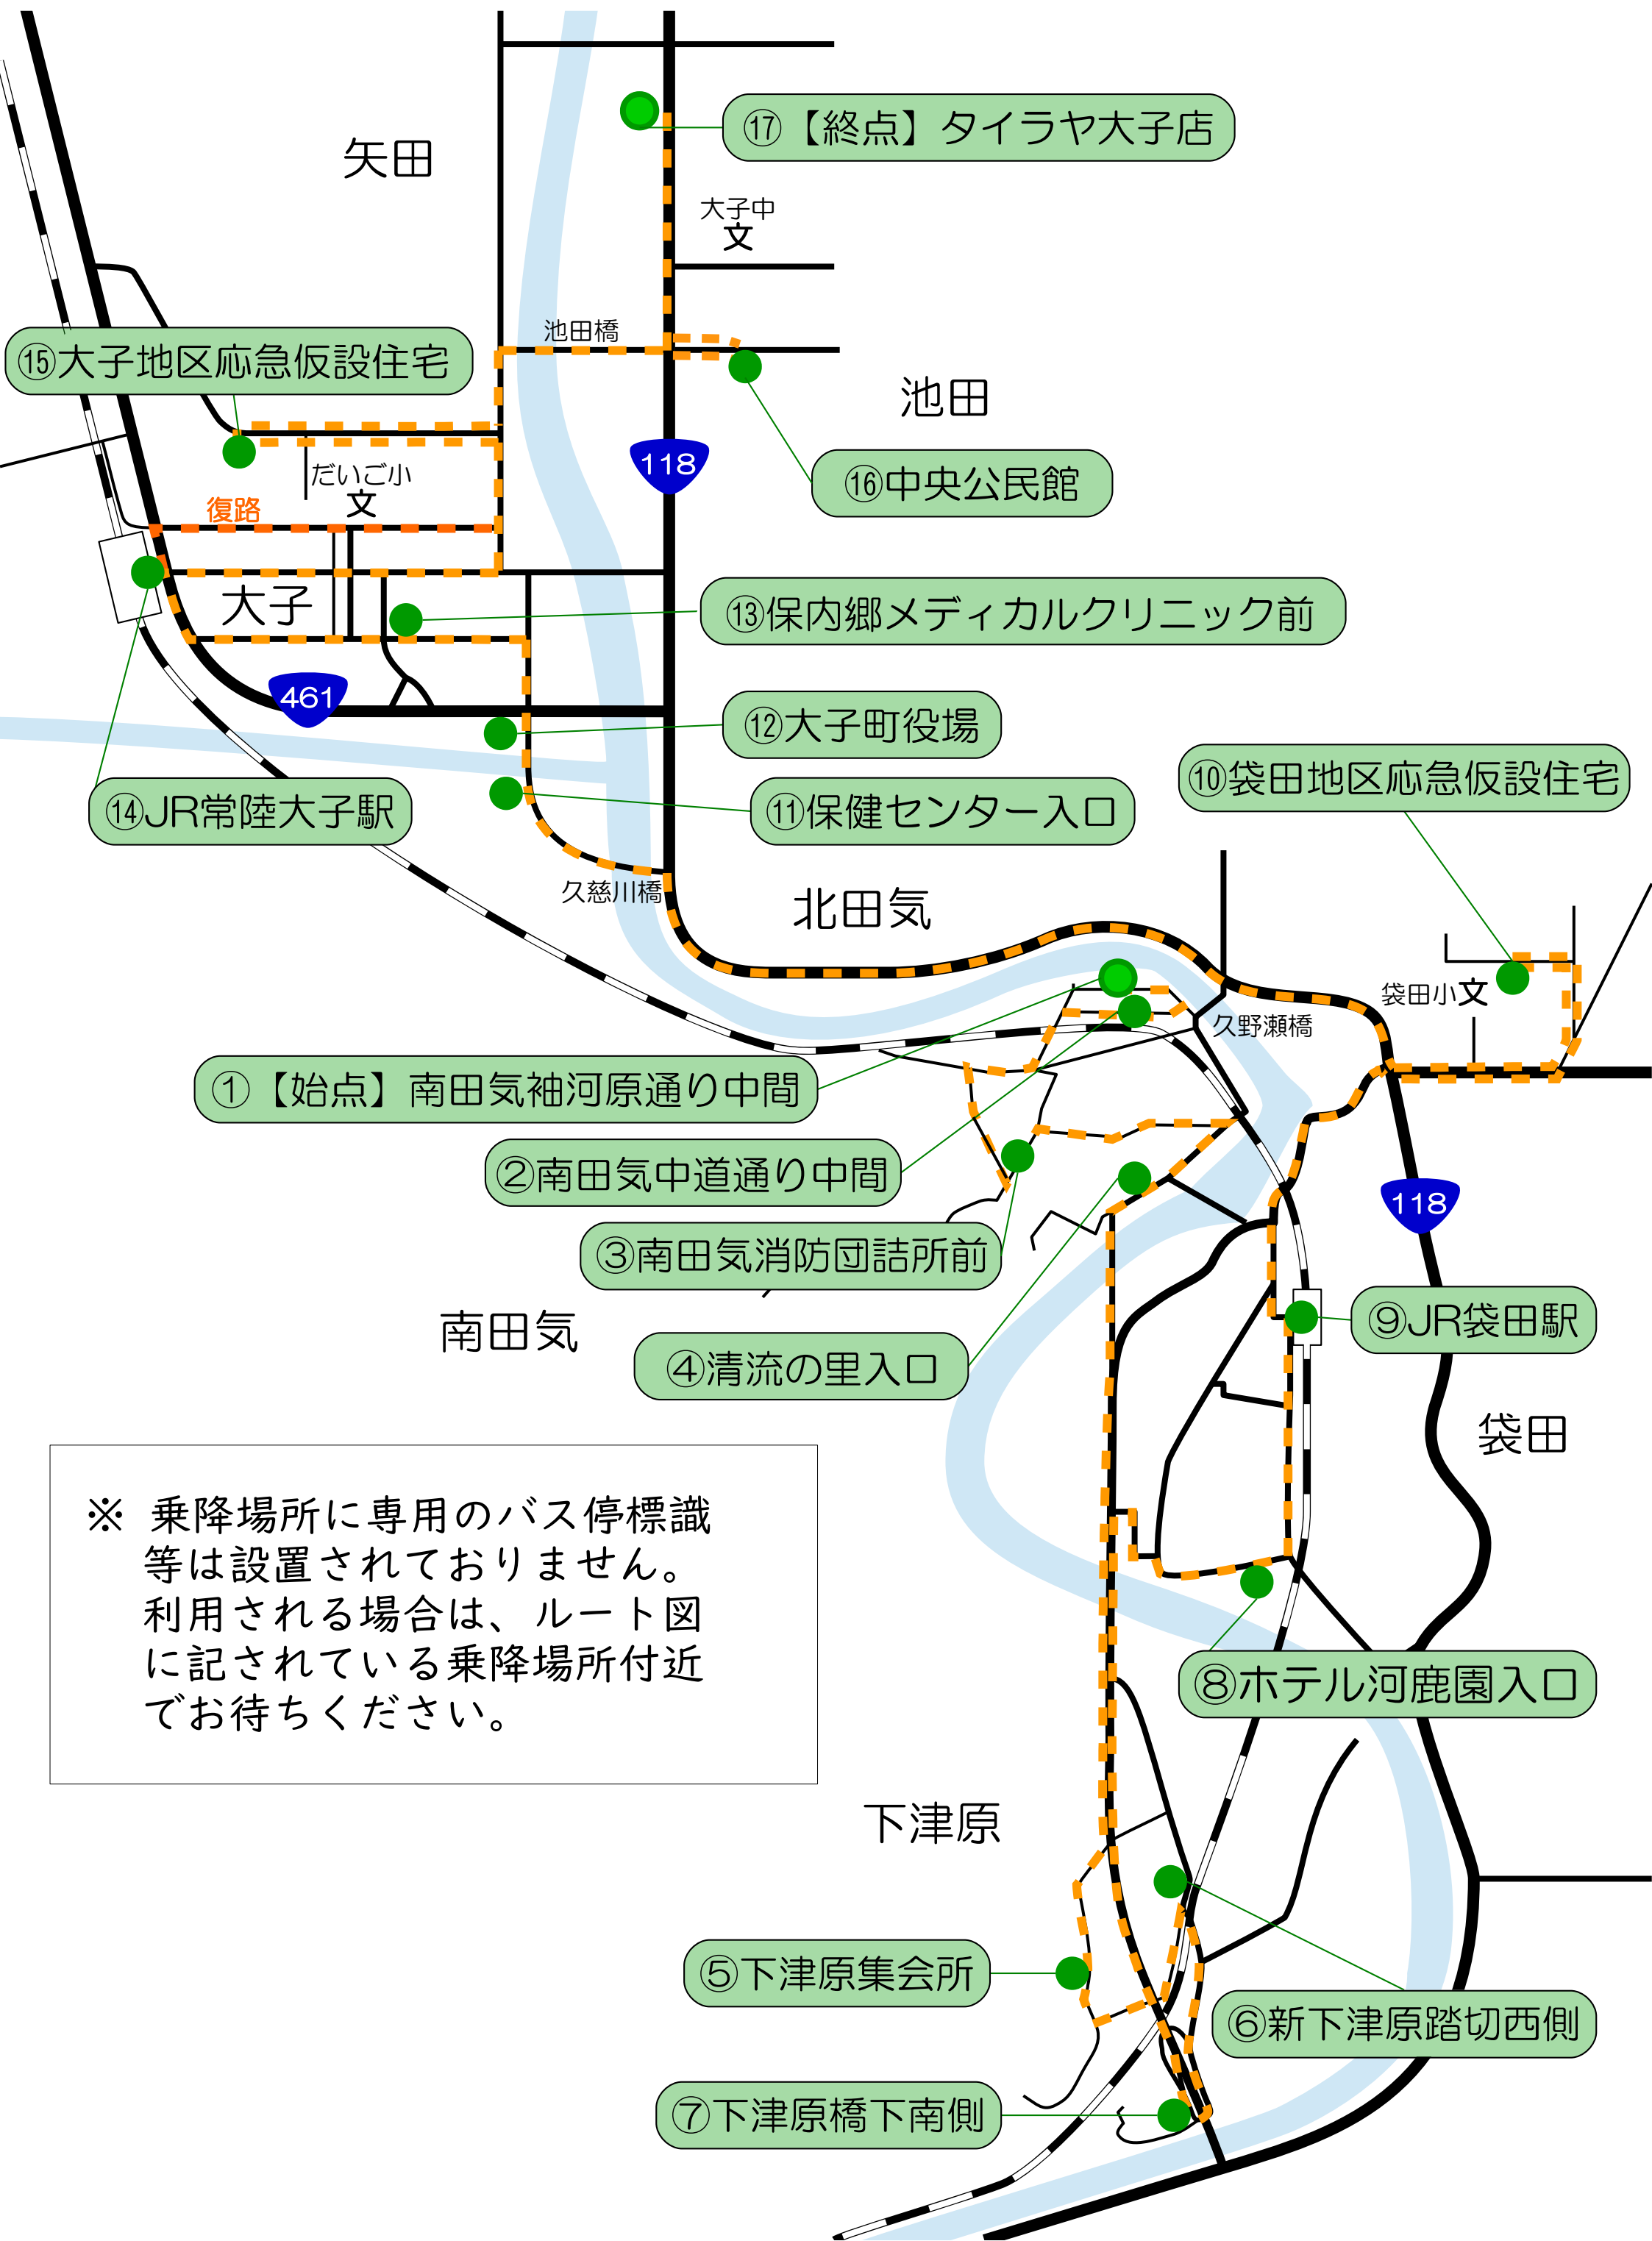 ⑰【終点】タイラヤ大子店
矢田
大子中
文
池田橋
⑮大子地区応急仮設住宅
池田
118
⑯中央公民館
だいご小
文
復路
大子
⑬保内郷メディカルクリニック前
461
⑫大子町役場
⑩袋田地区応急仮設住宅
⑭JR常陸大子駅
⑪保健センター入口
久慈川橋
北田気
袋田小文
久野瀬橋
①【始点】南田気袖河原通り中間
②南田気中道通り中間
118
③南田気消防団詰所前
南田気
⑨JR袋田駅
④清流の里入口
袋田
※ 乗降場所に専用のバス停標識
等は設置されておりません。
利用される場合は、ルート図
に記されている乗降場所付近
でお待ちください。
⑧ホテル河鹿園入口
下津原
⑤下津原集会所
⑥新下津原踏切西側
⑦下津原橋下南側